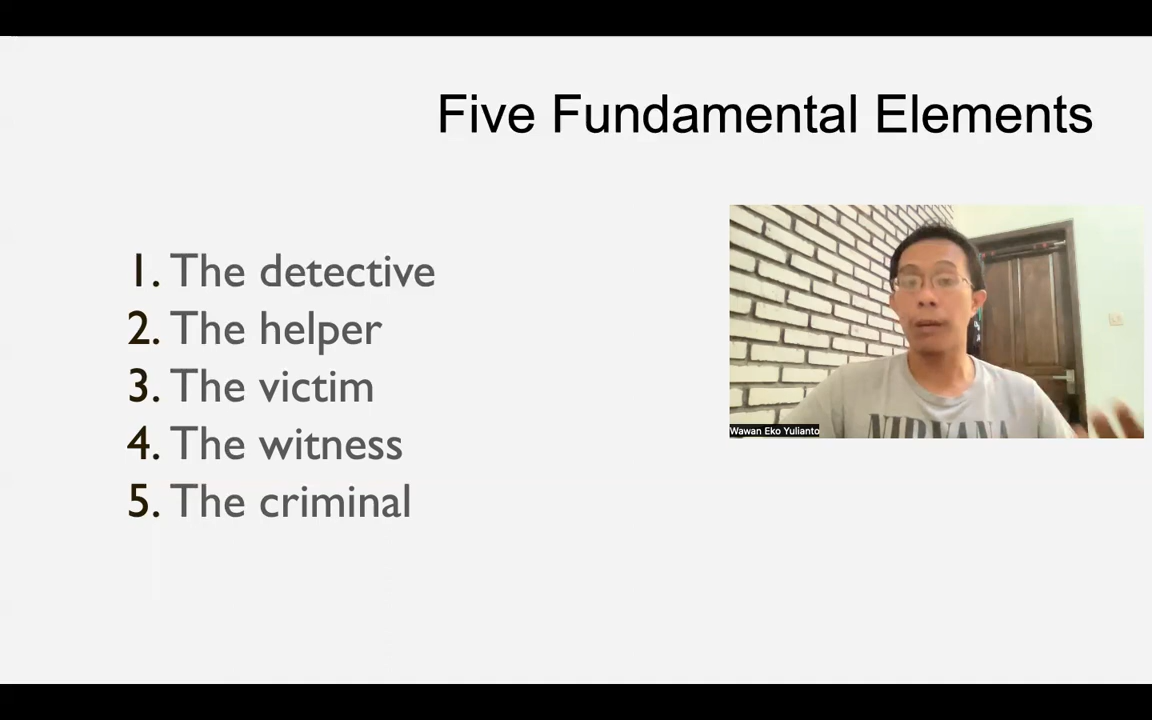 Five Fundamental Elements
1. The detective
2. The helper
3. The victim
4. The witness
5. The criminal
Wawan Eko Yulianto
NIRVANA